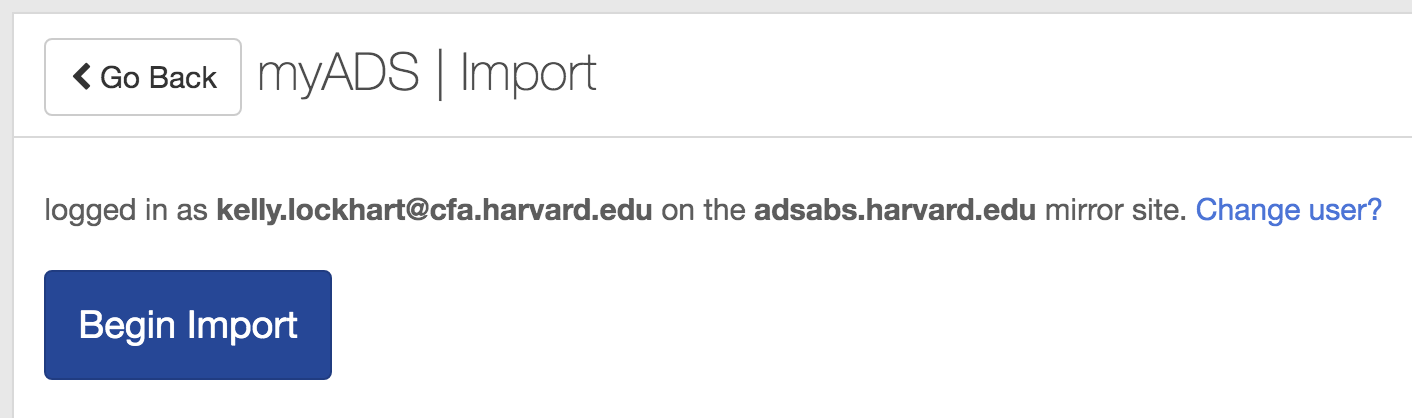 Go Back myADS | Import
logged in as kelly.lockhart@cfa.harvard.edu on the adsabs.harvard.edu mirror site. Change user?
Begin Import